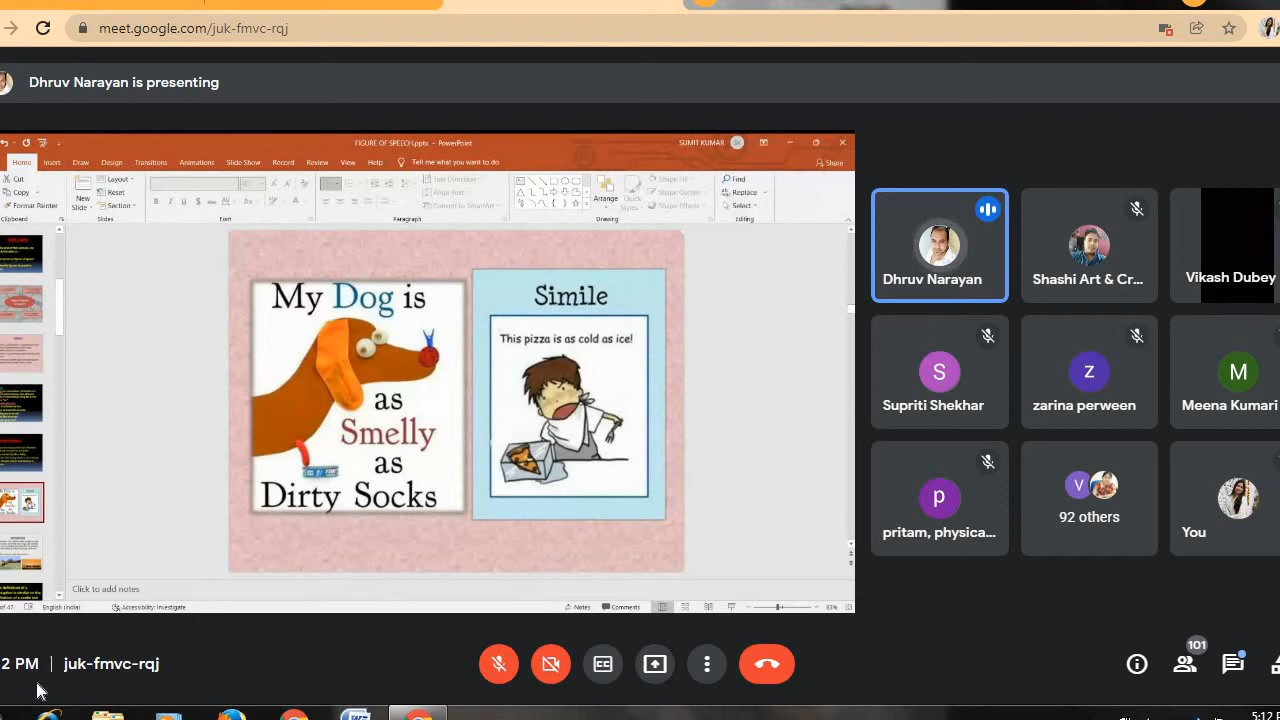 meet.google.com/juk-fmvc-rqj
Dhruv Narayan is presenting
FIGURE OF SPEECH.pptx - PowerPoint
SUMIT KUMAR
SK
Home Insert Draw Design Transitions Animations Slide Show Record Review View Help Tell me what you want to do
Share
Cut
Copy
Format Painter
Clipboard
New
Slide
Layout
Reset
Section
Slides
Font
Text Direction
Align Text
Convert to SmartArt
Paragraph
Arrange
Quick
Styles
Shape Fill
Shape Outline
Shape Effects
Drawing
Find
Replace
Select
Editing
My Dog is
as
Smelly
as
Dirty Socks
Simile
This pizza is as cold as ice!
Click to add notes
of 47
English (India)
Accessibility: Investigate
Notes
Comments
83%
Dhruv Narayan
Shashi Art & Cr...
Vikash Dubey
S
Supriti Shekhar
z
zarina perween
M
Meena Kumari
p
pritam, physica...
V
92 others
You
2 PM | juk-fmvc-rqj
101
5:12 P